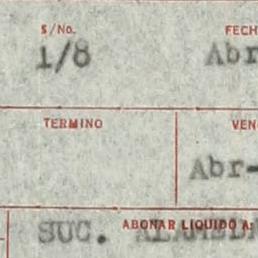 S/No. FECH
1/8 Abr
TERMINO VEN
Abr-
ABONAR LIQUIDO A:
SUC.